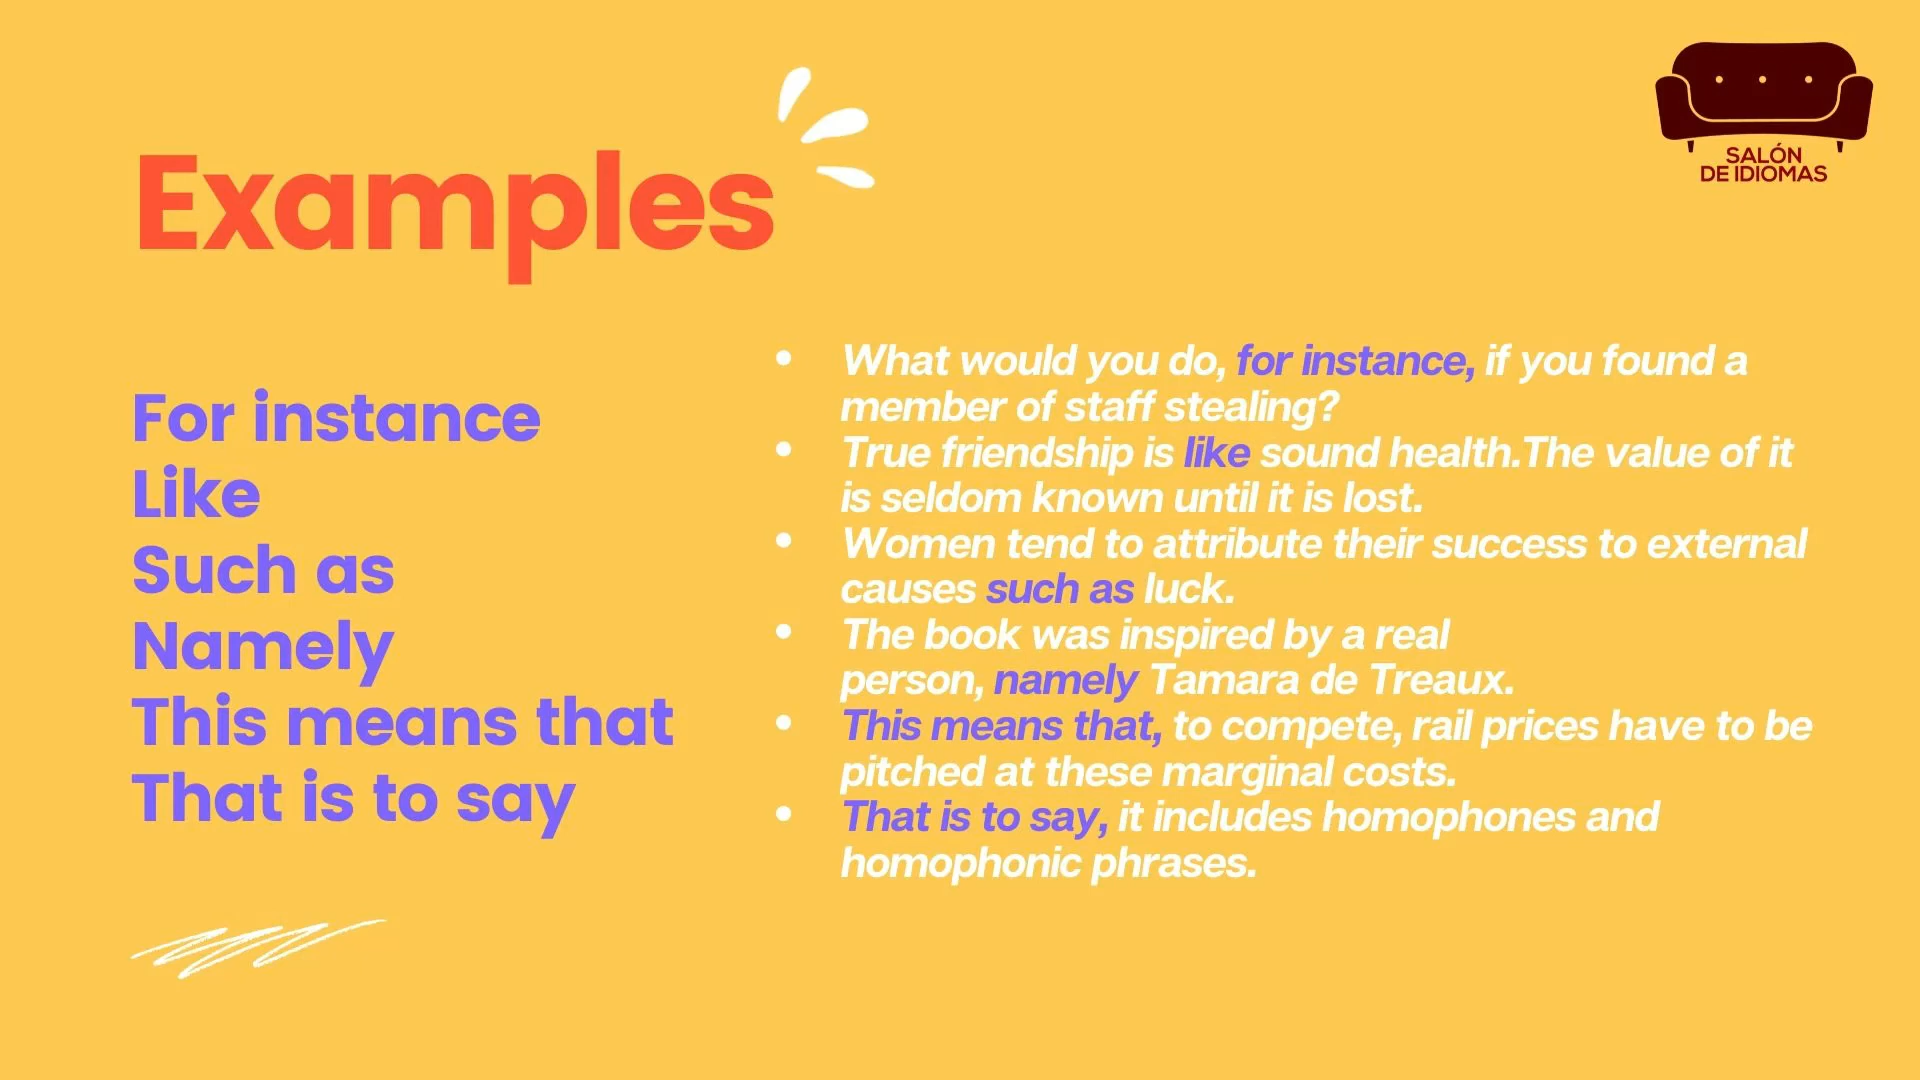 SALÓN
DE IDIOMAS
Examples
For instance
Like
Such as
Namely
This means that
That is to say
• What would you do, for instance, if you found a
member of staff stealing?
• True friendship is like sound health.The value of it
is seldom known until it is lost.
• Women tend to attribute their success to external
causes such as luck.
• The book was inspired by a real
person, namely Tamara de Treaux.
• This means that, to compete, rail prices have to be
pitched at these marginal costs.
• That is to say, it includes homophones and
homophonic phrases.